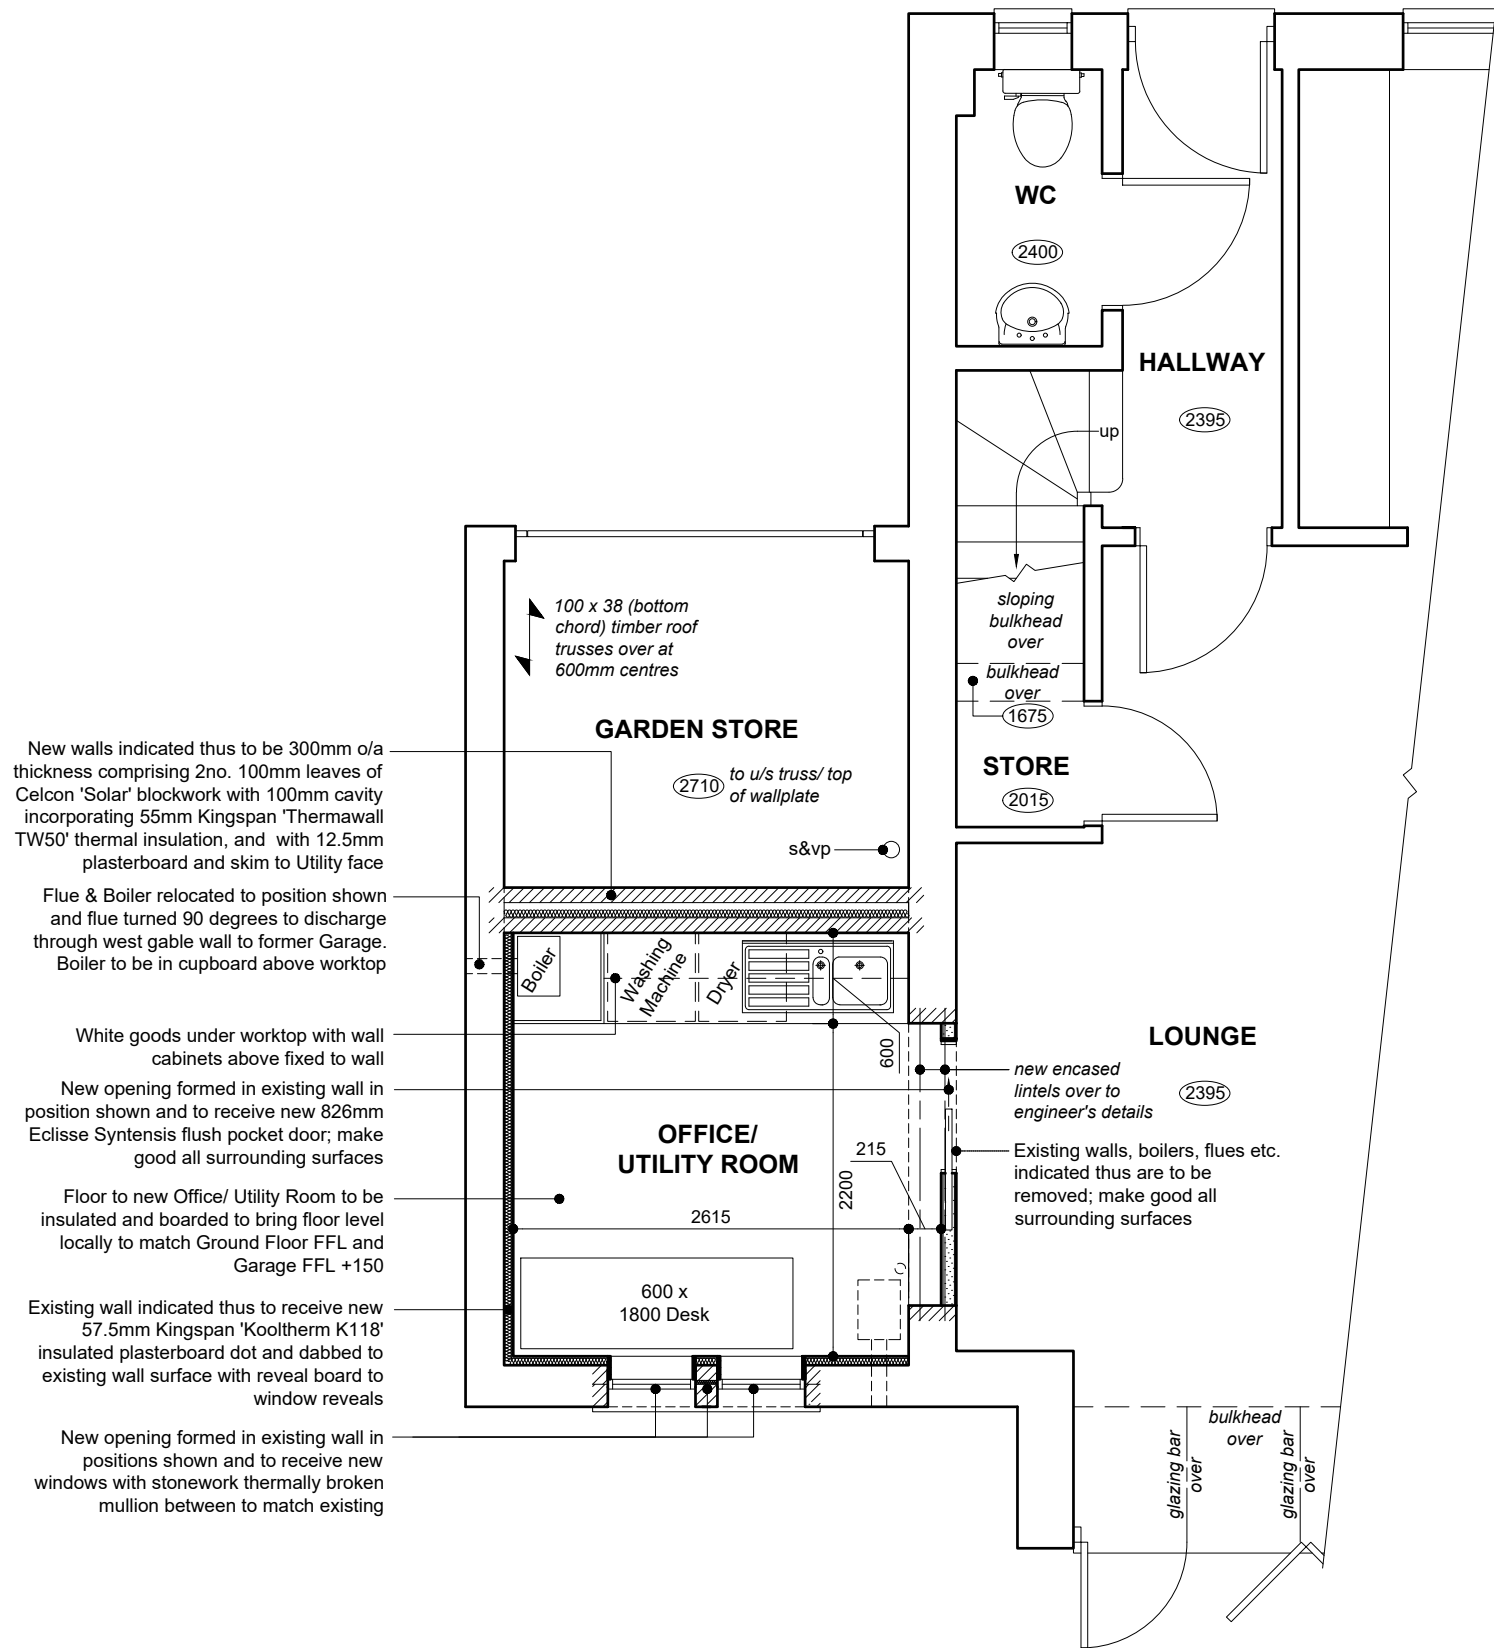 WC
2400
HALLWAY
2395
up
sloping
bulkhead
over
bulkhead
over
1675
STORE
2015
100 x 38 (bottom
chord) timber roof
trusses over at
600mm centres
GARDEN STORE
2710
to u/s truss/ top
of wallplate
s&vp
New walls indicated thus to be 300mm o/a
thickness comprising 2no. 100mm leaves of
Celcon 'Solar' blockwork with 100mm cavity
incorporating 55mm Kingspan 'Thermawall
TW50' thermal insulation, and with 12.5mm
plasterboard and skim to Utility face
Flue & Boiler relocated to position shown
and flue turned 90 degrees to discharge
through west gable wall to former Garage.
Boiler to be in cupboard above worktop
White goods under worktop with wall
cabinets above fixed to wall
New opening formed in existing wall in
position shown and to receive new 826mm
Eclisse Syntensis flush pocket door; make
good all surrounding surfaces
Floor to new Office/ Utility Room to be
insulated and boarded to bring floor level
locally to match Ground Floor FFL and
Garage FFL +150
Existing wall indicated thus to receive new
57.5mm Kingspan 'Kooltherm K118'
insulated plasterboard dot and dabbed to
existing wall surface with reveal board to
window reveals
New opening formed in existing wall in
positions shown and to receive new
windows with stonework thermally broken
mullion between to match existing
Boiler
Washing
Machine
Dryer
600
OFFICE/
UTILITY ROOM
215
2200
2615
600 x
1800 Desk
LOUNGE
2395
new encased
lintels over to
engineer's details
Existing walls, boilers, flues etc.
indicated thus are to be
removed; make good all
surrounding surfaces
bulkhead
over
glazing bar
over
glazing bar
over